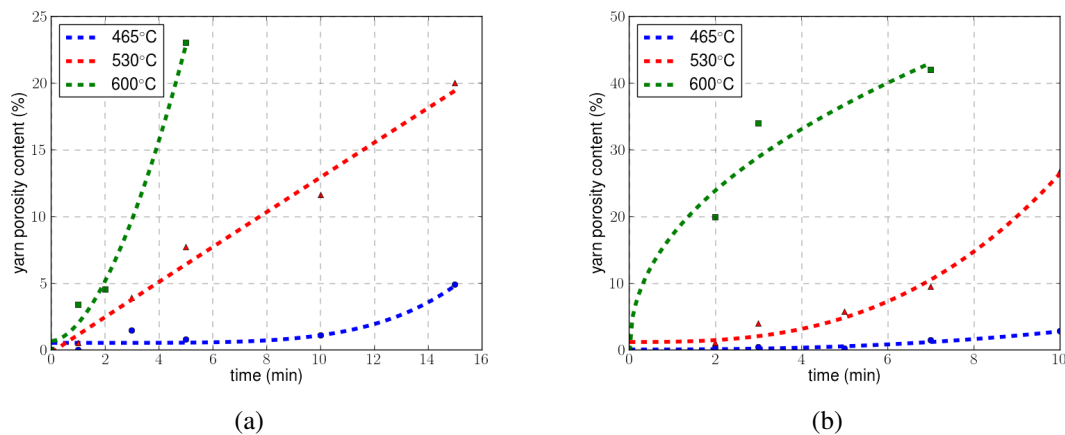 25
20
15
10
5
0
yarn porosity content (%)
465°C
530°C
600°C
0 2 4 6 8 10 12 14 16
time (min)
(a)
50
40
30
20
10
0
yarn porosity content (%)
465°C
530°C
600°C
0 2 4 6 8 10
time (min)
(b)